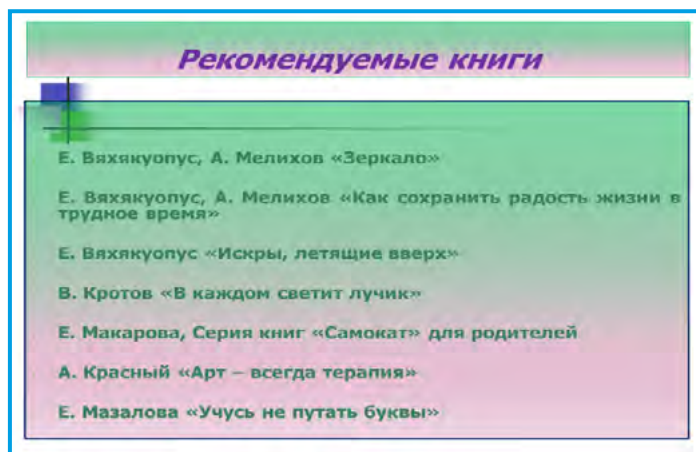 Рекомендуемые книги
Е. Вяхякуопус, А. Мелихов «Зеркало»
Е. Вяхякуопус, А. Мелихов «Как сохранить радость жизни в
трудное время»
Е. Вяхякуопус «Искры, летящие вверх»
В. Кротов «В каждом светит лучик»
Е. Макарова, Серия книг «Самокат» для родителей
А. Красный «Арт – всегда терапия»
Е. Мазалова «Учусь не путать буквы»